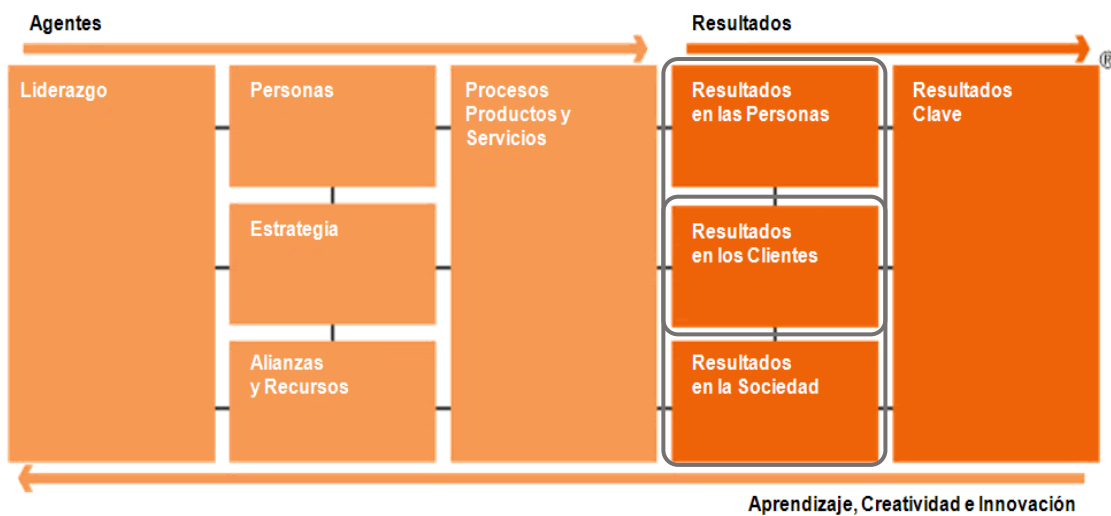 Agentes
Resultados
®
Liderazgo
Personas
Procesos
Productos y
Servicios
Resultados
en las Personas
Resultados
Clave
Estrategia
Resultados
en los Clientes
Alianzas
y Recursos
Resultados
en la Sociedad
Aprendizaje, Creatividad e Innovación